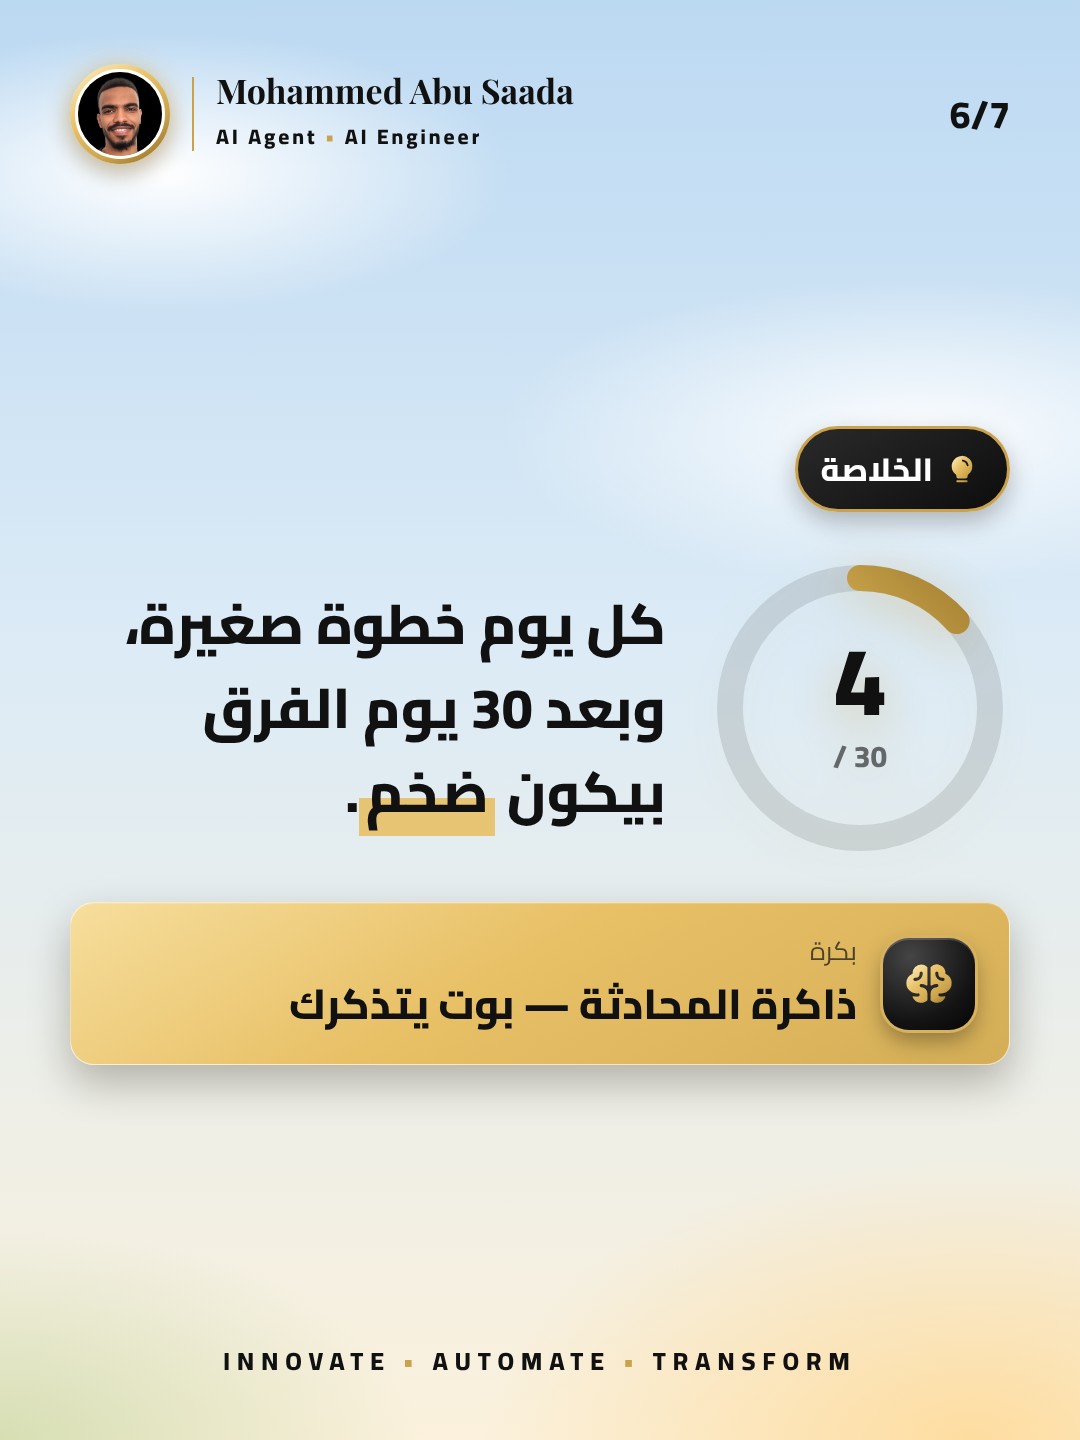 Mohammed Abu Saada
AI Agent ▪ AI Engineer
6/7
الخلاصة
كل يوم خطوة صغيرة،
وبعد 30 يوم الفرق
بيكون ضخم.
4
/ 30
بكرة
ذاكرة المحادثة — بوت يتذكرك
INNOVATE ▪ AUTOMATE ▪ TRANSFORM